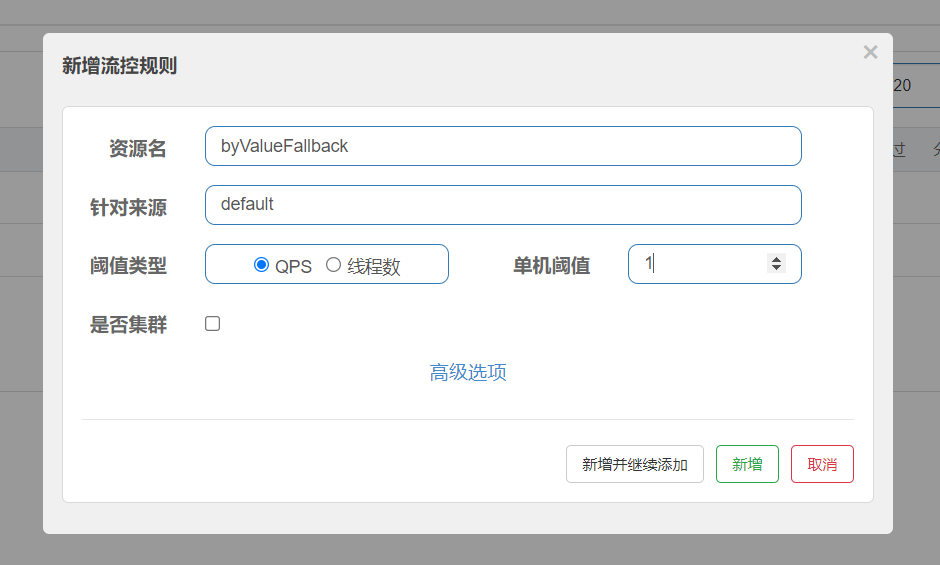 新增流控规则
×
20
过
资源名 byValueFallback
针对来源 default
阈值类型 QPS 线程数 单机阈值 1
是否集群
高级选项
新增并继续添加 新增 取消